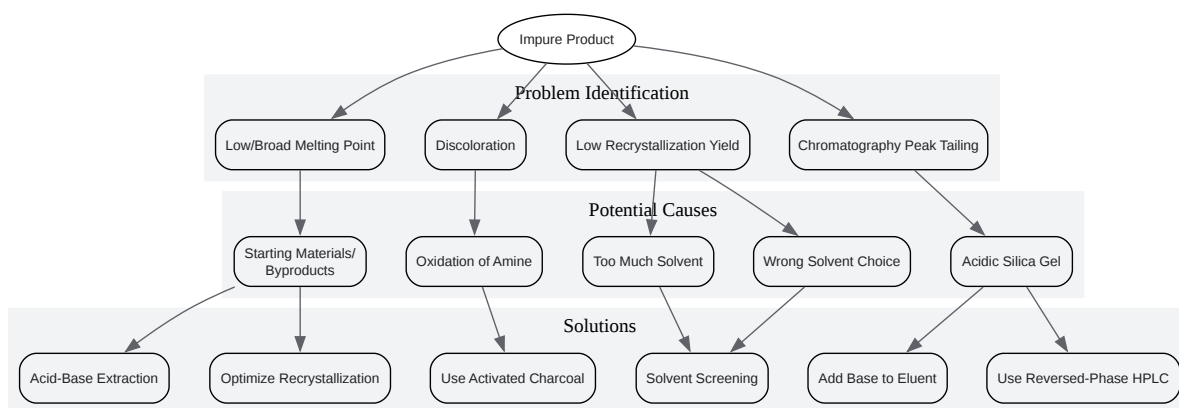 Impure Product
Problem Identification
Low/Broad Melting Point
Discoloration
Low Recrystallization Yield
Chromatography Peak Tailing
Potential Causes
Starting Materials/
Byproducts
Oxidation of Amine
Too Much Solvent
Wrong Solvent Choice
Acidic Silica Gel
Solutions
Acid-Base Extraction
Optimize Recrystallization
Use Activated Charcoal
Solvent Screening
Add Base to Eluent
Use Reversed-Phase HPLC